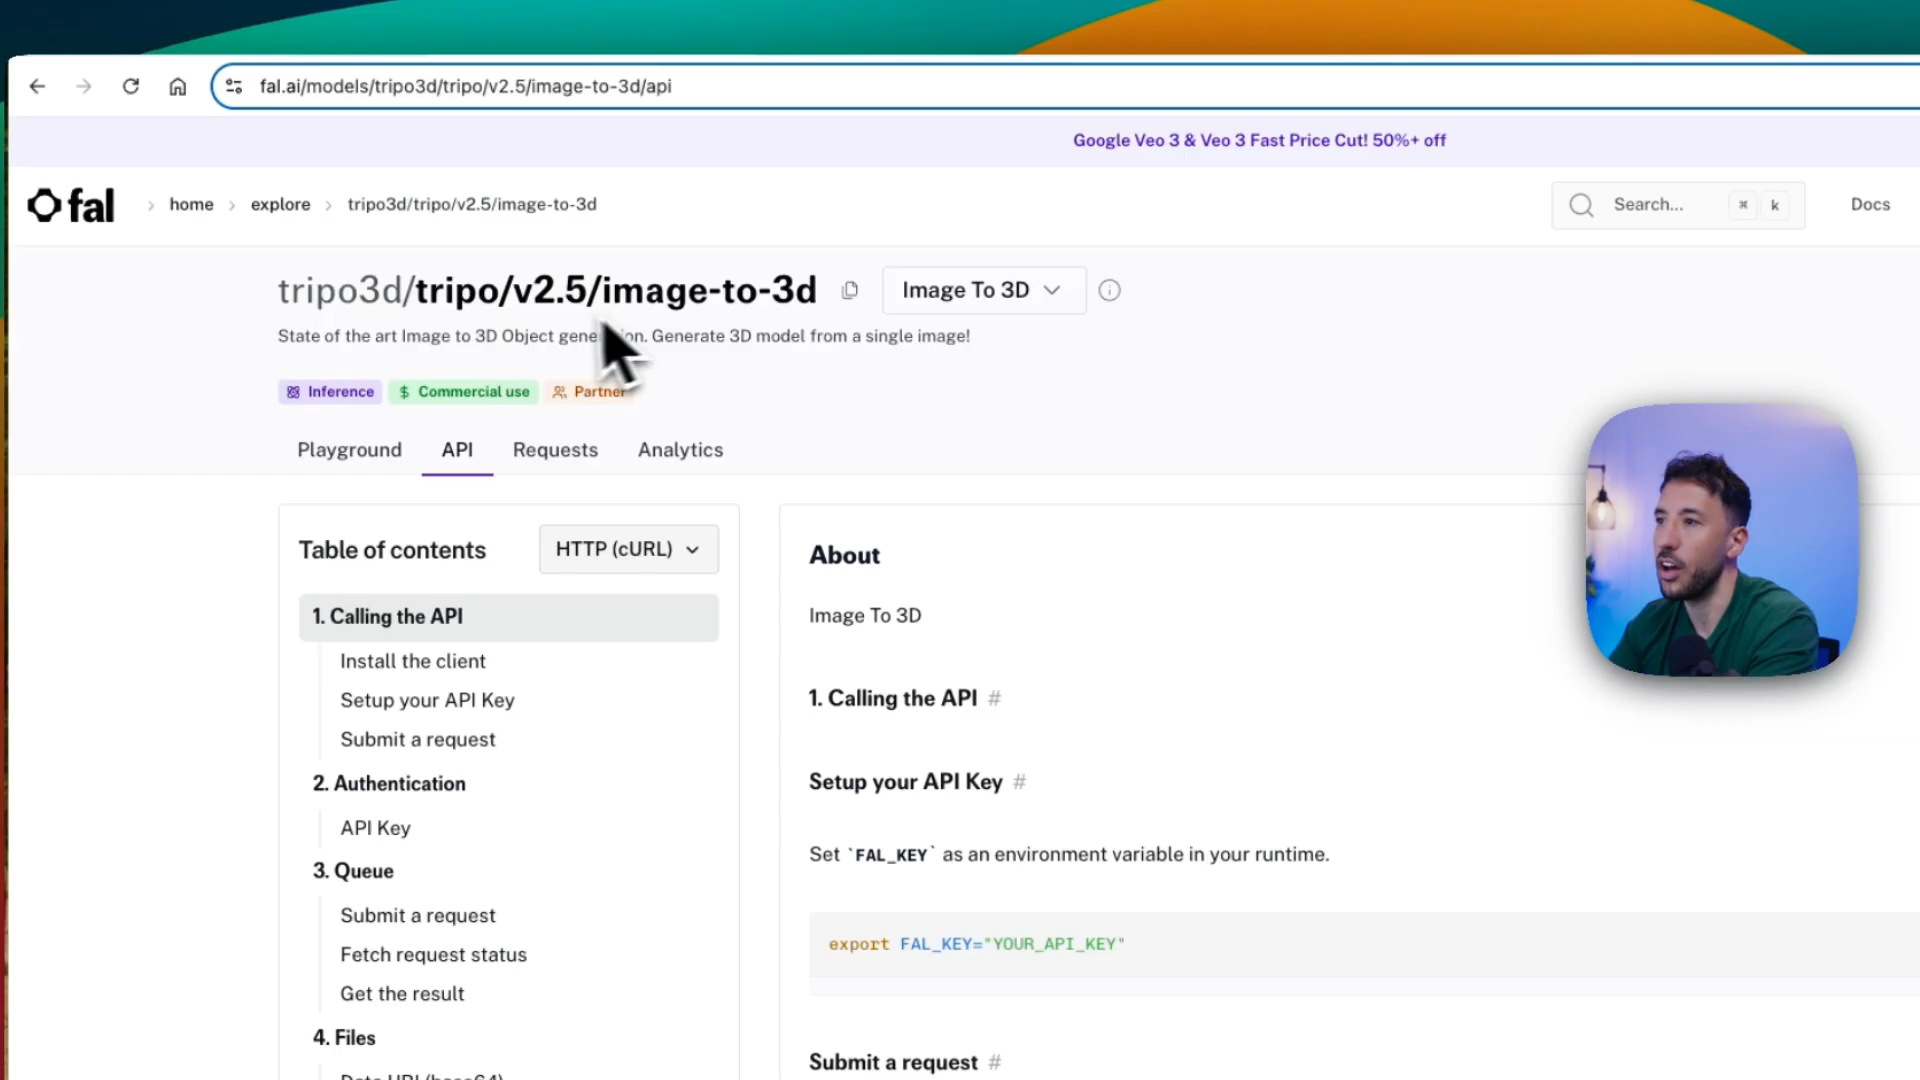 fal.ai/models/tripo3d/tripo/v2.5/image-to-3d/api
Google Veo 3 & Veo 3 Fast Price Cut! 50%+ off
fal
home
explore
tripo3d/tripo/v2.5/image-to-3d
Search...
⌘
k
Docs
tripo3d/tripo/v2.5/image-to-3d
Image To 3D
State of the art Image to 3D Object gene on. Generate 3D model from a single image!
Inference
$ Commercial use
Partner
Playground
API
Requests
Analytics
Table of contents
HTTP (cURL)
1. Calling the API
Install the client
Setup your API Key
Submit a request
2. Authentication
API Key
3. Queue
Submit a request
Fetch request status
Get the result
4. Files
About
Image To 3D
1. Calling the API #
Setup your API Key #
Set `FAL_KEY` as an environment variable in your runtime.
export FAL_KEY="YOUR_API_KEY"
Submit a request #